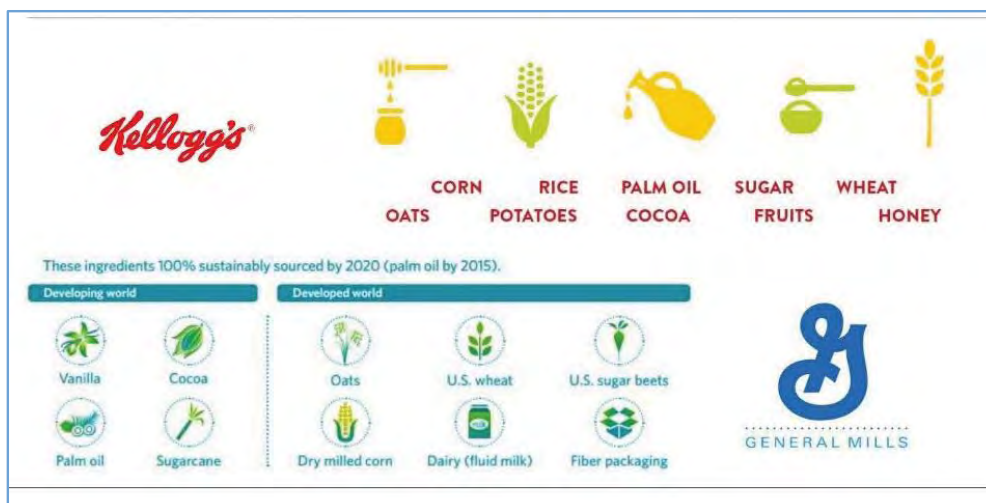 Kellogg's®
CORN RICE PALM OIL SUGAR WHEAT
OATS POTATOES COCOA FRUITS HONEY
These ingredients 100% sustainably sourced by 2020 (palm oil by 2015).
Developing world Developed world
Vanilla Cocoa Oats U.S. wheat U.S. sugar beets
Palm oil Sugarcane Dry milled corn Dairy (fluid milk) Fiber packaging
G
GENERAL MILLS